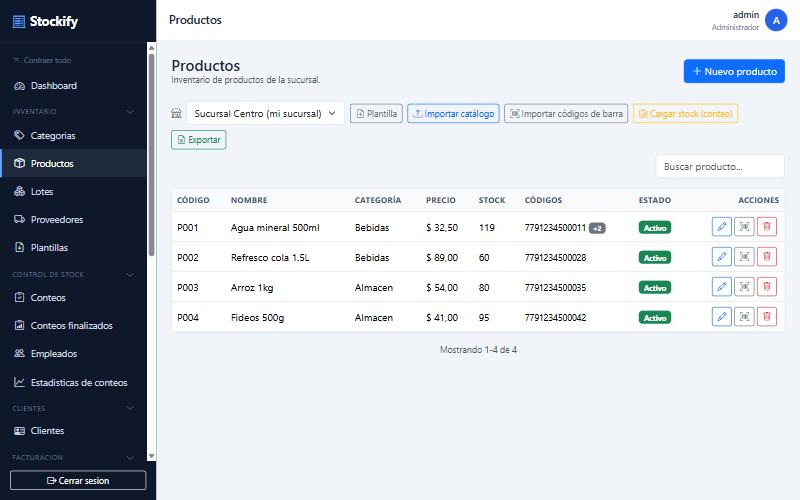 Stockify
Productos
admin
Administrador
A
Contraer todo
Dashboard
INVENTARIO
Categorias
Productos
Lotes
Proveedores
Plantillas
CONTROL DE STOCK
Conteos
Conteos finalizados
Empleados
Estadisticas de conteos
CLIENTES
Clientes
FACTURACION
Cerrar sesion
Productos
Inventario de productos de la sucursal.
+ Nuevo producto
Sucursal Centro (mi sucursal)
Plantilla
Importar catálogo
Importar códigos de barra
Cargar stock (conteo)
Exportar
Buscar producto...
CÓDIGO NOMBRE CATEGORÍA PRECIO STOCK CÓDIGOS ESTADO ACCIONES
P001 Agua mineral 500ml Bebidas $ 32,50 119 7791234500011 +2 Activo
P002 Refresco cola 1.5L Bebidas $ 89,00 60 7791234500028 Activo
P003 Arroz 1kg Almacen $ 54,00 80 7791234500035 Activo
P004 Fideos 500g Almacen $ 41,00 95 7791234500042 Activo
Mostrando 1-4 de 4